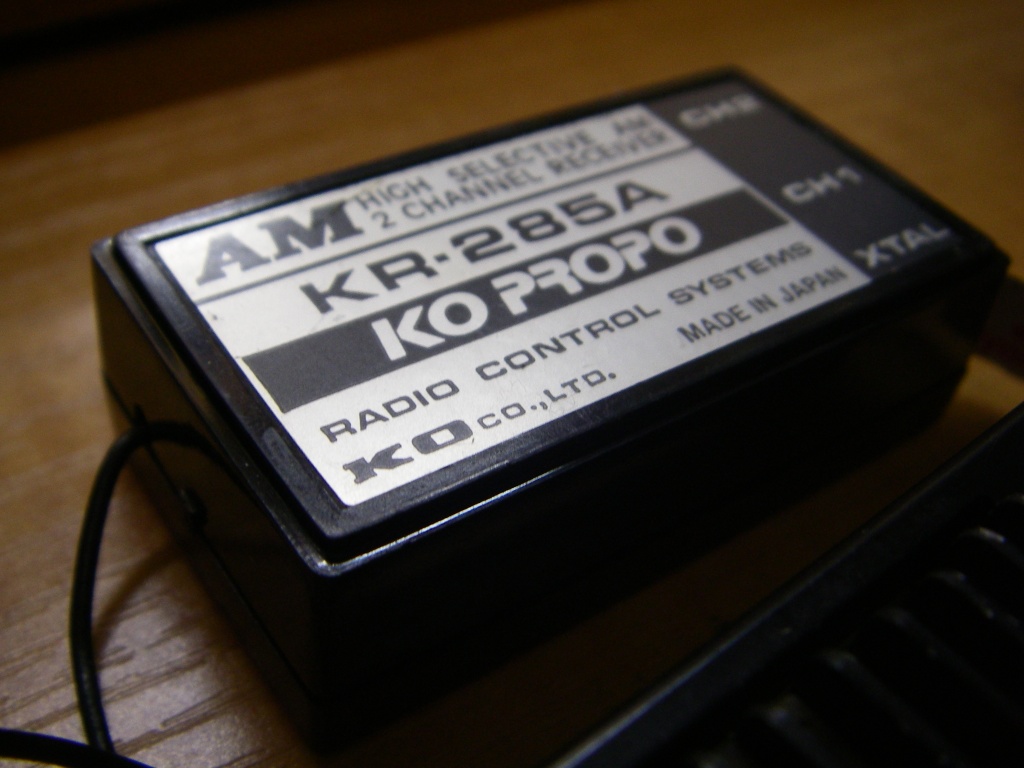 AM HIGH SELECTIVE AM
2 CHANNEL RECEIVER
KR-285A
KO PROPO
RADIO CONTROL SYSTEMS
KO CO.,LTD. MADE IN JAPAN
CH2
CH1
XTAL